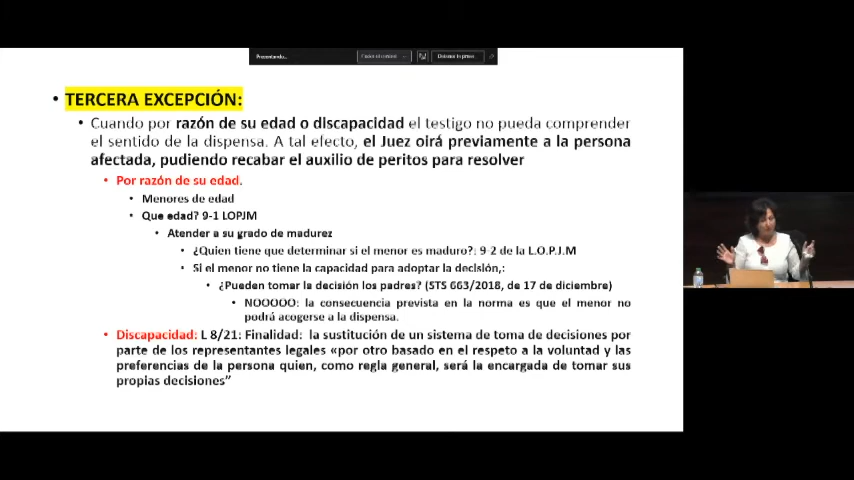 Presentando...
• TERCERA EXCEPCIÓN:
• Cuando por razón de su edad o discapacidad el testigo no pueda comprender
el sentido de la dispensa. A tal efecto, el Juez oirá previamente a la persona
afectada, pudiendo recabar el auxilio de peritos para resolver
• Por razón de su edad.
• Menores de edad
• Que edad? 9-1 LOPJM
• Atender a su grado de madurez
• ¿Quien tiene que determinar si el menor es maduro?: 9-2 de la L.O.P.J.M
• Si el menor no tiene la capacidad para adoptar la decisión,:
• ¿Pueden tomar la decisión los padres? (STS 663/2018, de 17 de diciembre)
• NOOOOO: la consecuencia prevista en la norma es que el menor no
podrá acogerse a la dispensa.
• Discapacidad: L 8/21: Finalidad: la sustitución de un sistema de toma de decisiones por
parte de los representantes legales «por otro basado en el respeto a la voluntad y las
preferencias de la persona quien, como regla general, será la encargada de tomar sus
propias decisiones"